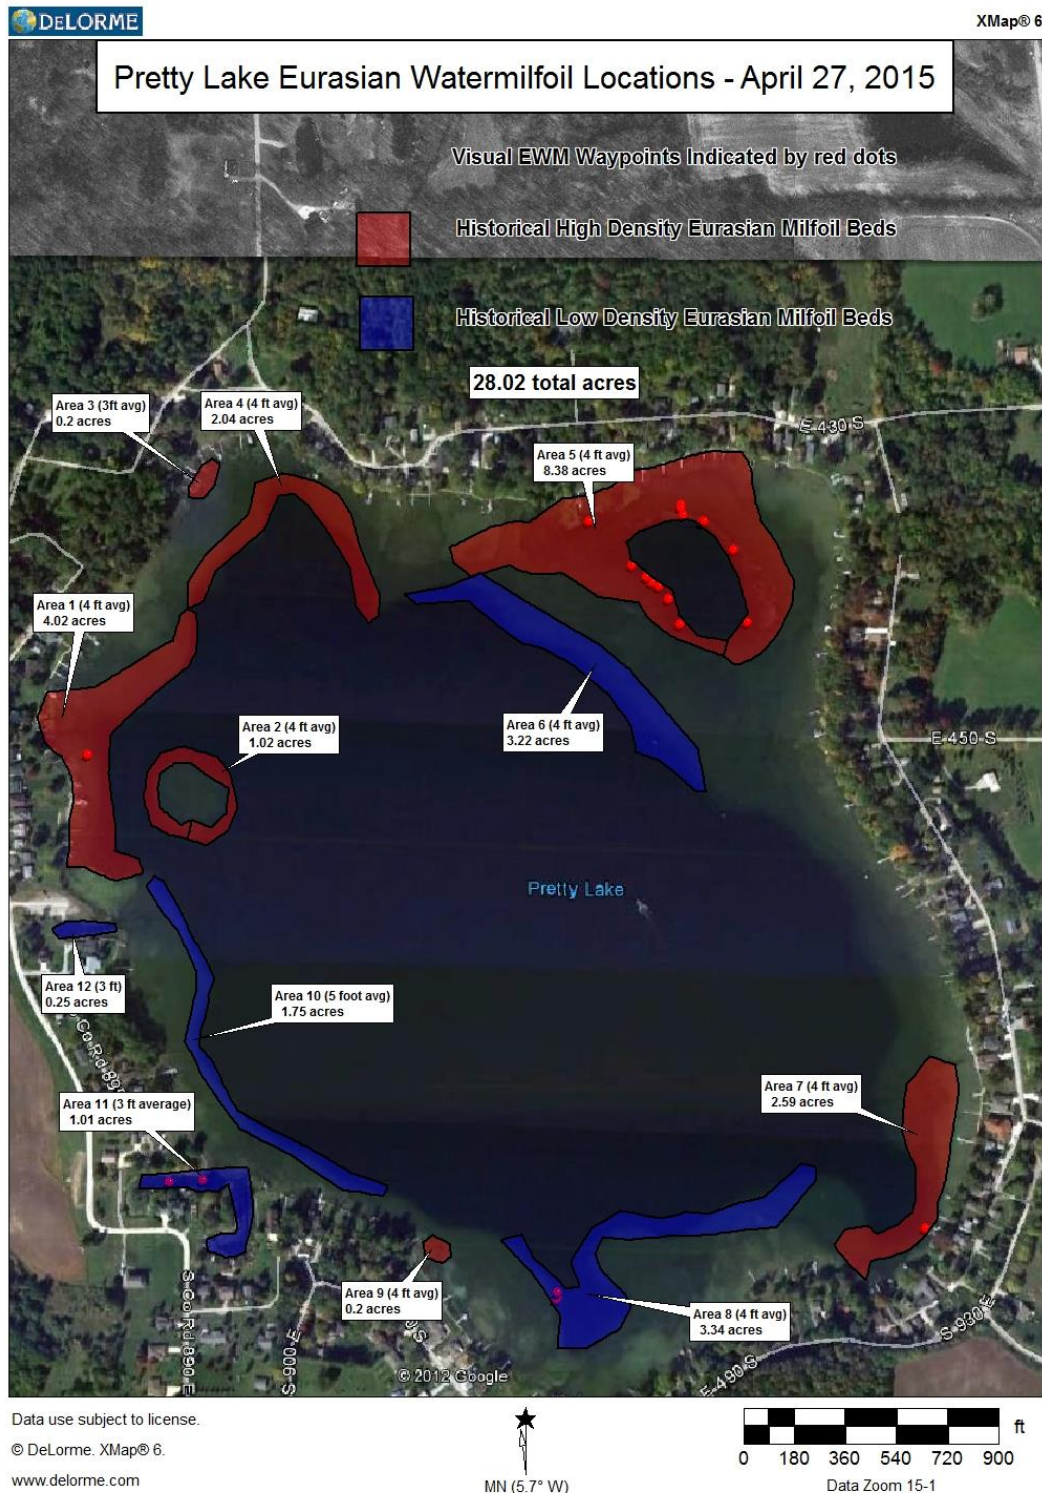 DELORME
XMap® 6
Pretty Lake Eurasian Watermilfoil Locations - April 27, 2015
Visual EWM Waypoints Indicated by red dots
Historical High Density Eurasian Milfoil Beds
Historical Low Density Eurasian Milfoil Beds
28.02 total acres
Area 3 (3ft avg)
0.2 acres
Area 4 (4 ft avg)
2.04 acres
E 430 S
Area 5 (4 ft avg)
8.38 acres
Area 1 (4 ft avg)
4.02 acres
Area 2 (4 ft avg)
1.02 acres
Area 6 (4 ft avg)
3.22 acres
E 450 S
Pretty Lake
Area 12 (3 ft)
0.25 acres
Area 10 (5 foot avg)
1.75 acres
Area 7 (4 ft avg)
2.59 acres
Area 11 (3 ft average)
1.01 acres
Area 9 (4 ft avg)
0.2 acres
Area 8 (4 ft avg)
3.34 acres
S Co Rd 890 E
S 900 E
S 930 E
E 490 S
© 2012 Google
Data use subject to license.
© DeLorme. XMap® 6.
www.delorme.com
MN (5.7° W)
ft
0 180 360 540 720 900
Data Zoom 15-1